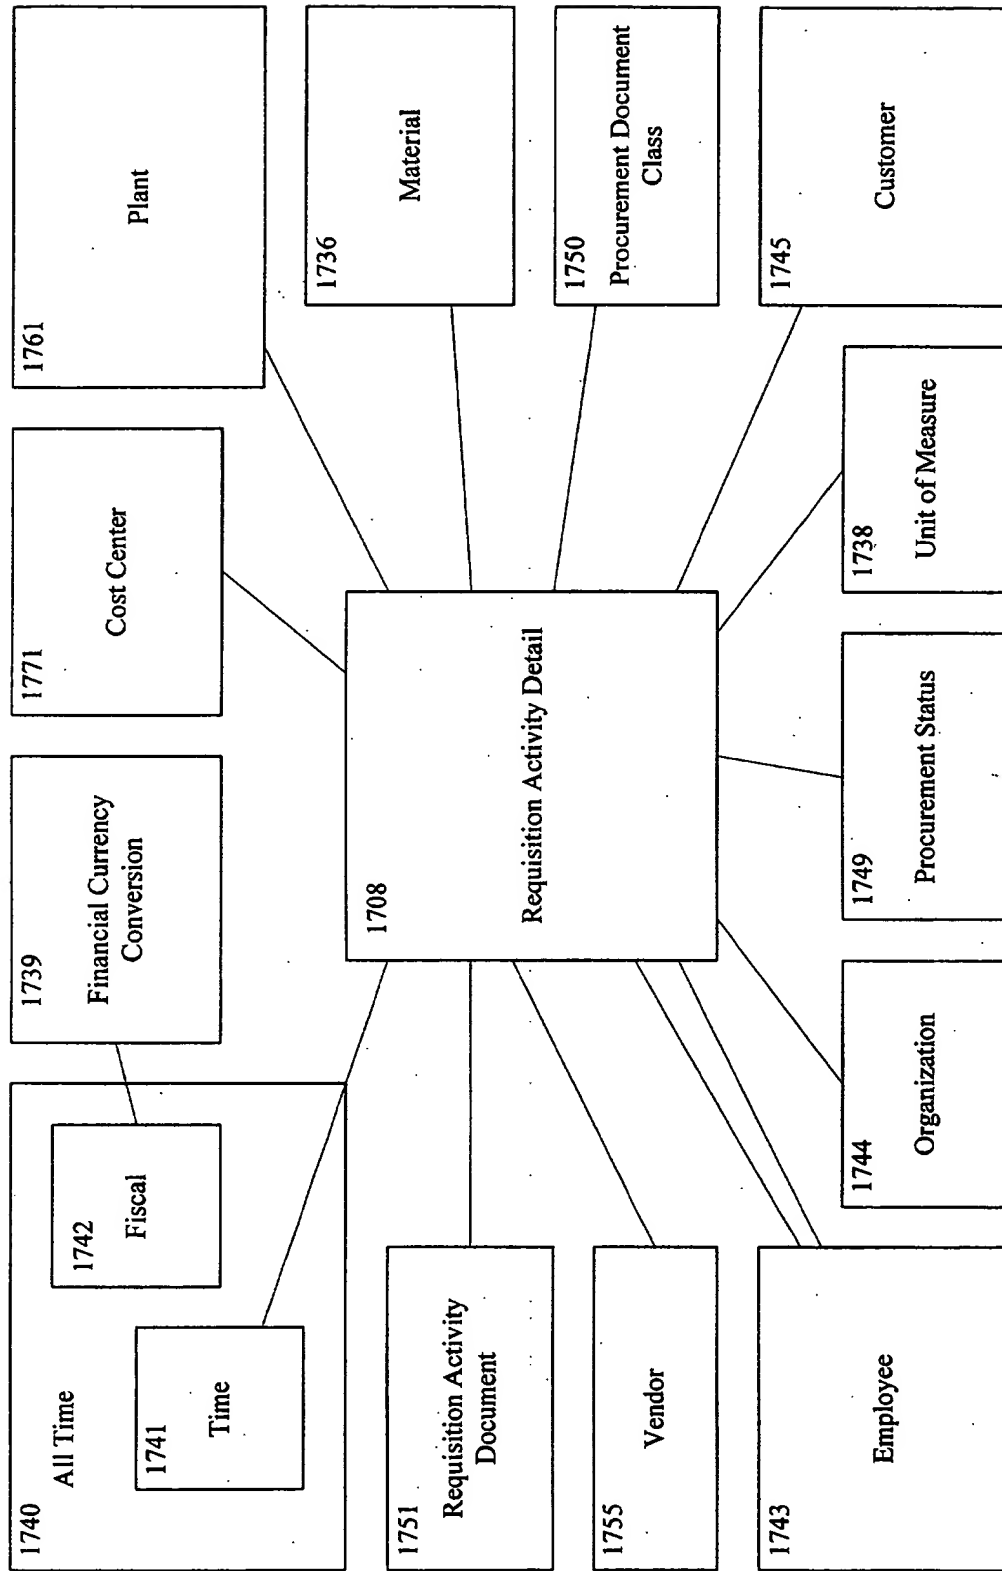 1740
All Time
1741
Time
1742
Fiscal
1739
Financial Currency
Conversion
1771
Cost Center
1761
Plant
1751
Requisition Activity
Document
1708
Requisition Activity Detail
1736
Material
1755
Vendor
1750
Procurement Document
Class
1743
Employee
1744
Organization
1749
Procurement Status
1738
Unit of Measure
1745
Customer